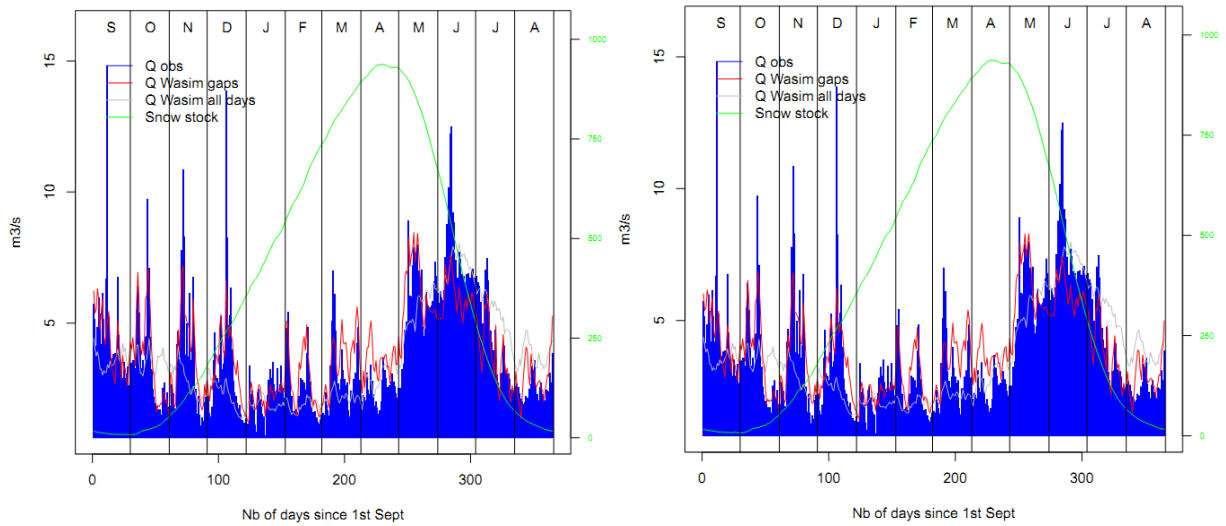 S O N D J F M A M J J A
Q obs
Q Wasim gaps
Q Wasim all days
Snow stock
15
10
5
m3/s
1000
750
500
250
0
0 100 200 300
Nb of days since 1st Sept
S O N D J F M A M J J A
Q obs
Q Wasim gaps
Q Wasim all days
Snow stock
15
10
5
m3/s
1000
750
500
250
0
0 100 200 300
Nb of days since 1st Sept